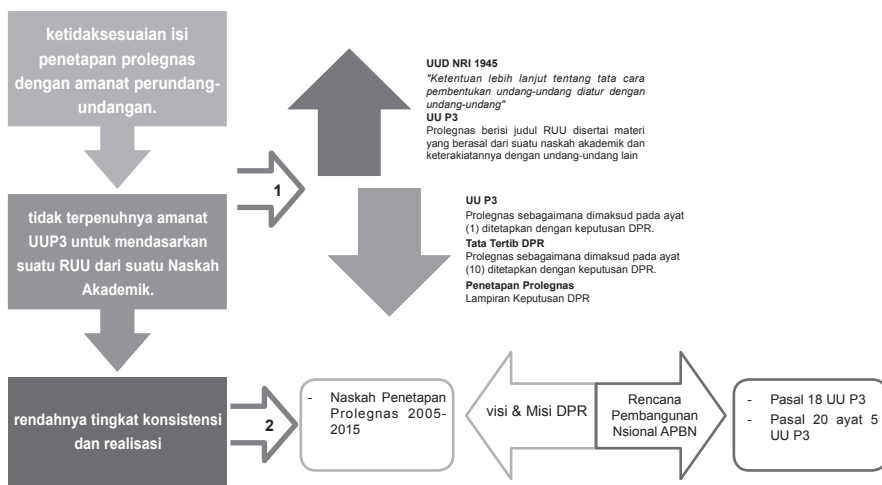 ketidaksesuaian isi
penetapan prolegnas
dengan amanat perundang-
undangan.
tidak terpenuhnya amanat
UUP3 untuk mendasarkan
suatu RUU dari suatu Naskah
Akademik.
rendahnya tingkat konsistensi
dan realisasi
1
UUD NRI 1945
"Ketentuan lebih lanjut tentang tata cara
pembentukan undang-undang diatur dengan
undang-undang"
UU P3
Prolegnas berisi judul RUU disertai materi
yang berasal dari suatu naskah akademik dan
keterakiatannya dengan undang-undang lain
UU P3
Prolegnas sebagaimana dimaksud pada ayat
(1) ditetapkan dengan keputusan DPR.
Tata Tertib DPR
Prolegnas sebagaimana dimaksud pada ayat
(10) ditetapkan dengan keputusan DPR.
Penetapan Prolegnas
Lampiran Keputusan DPR
2
- Naskah Penetapan
Prolegnas 2005-
2015
visi & Misi DPR
Rencana
Pembangunan
Nsional APBN
- Pasal 18 UU P3
- Pasal 20 ayat 5
UU P3